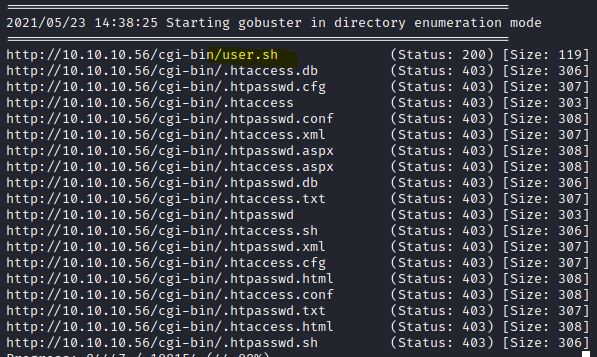 ===============================================================
2021/05/23 14:38:25 Starting gobuster in directory enumeration mode
===============================================================
http://10.10.10.56/cgi-bin/user.sh (Status: 200) [Size: 119]
http://10.10.10.56/cgi-bin/.htaccess.db (Status: 403) [Size: 306]
http://10.10.10.56/cgi-bin/.htpasswd.cfg (Status: 403) [Size: 307]
http://10.10.10.56/cgi-bin/.htaccess (Status: 403) [Size: 303]
http://10.10.10.56/cgi-bin/.htpasswd.conf (Status: 403) [Size: 308]
http://10.10.10.56/cgi-bin/.htaccess.xml (Status: 403) [Size: 307]
http://10.10.10.56/cgi-bin/.htpasswd.aspx (Status: 403) [Size: 308]
http://10.10.10.56/cgi-bin/.htaccess.aspx (Status: 403) [Size: 308]
http://10.10.10.56/cgi-bin/.htpasswd.db (Status: 403) [Size: 306]
http://10.10.10.56/cgi-bin/.htaccess.txt (Status: 403) [Size: 307]
http://10.10.10.56/cgi-bin/.htpasswd (Status: 403) [Size: 303]
http://10.10.10.56/cgi-bin/.htaccess.sh (Status: 403) [Size: 306]
http://10.10.10.56/cgi-bin/.htpasswd.xml (Status: 403) [Size: 307]
http://10.10.10.56/cgi-bin/.htaccess.cfg (Status: 403) [Size: 307]
http://10.10.10.56/cgi-bin/.htpasswd.html (Status: 403) [Size: 308]
http://10.10.10.56/cgi-bin/.htaccess.conf (Status: 403) [Size: 308]
http://10.10.10.56/cgi-bin/.htpasswd.txt (Status: 403) [Size: 307]
http://10.10.10.56/cgi-bin/.htaccess.html (Status: 403) [Size: 308]
http://10.10.10.56/cgi-bin/.htpasswd.sh (Status: 403) [Size: 306]